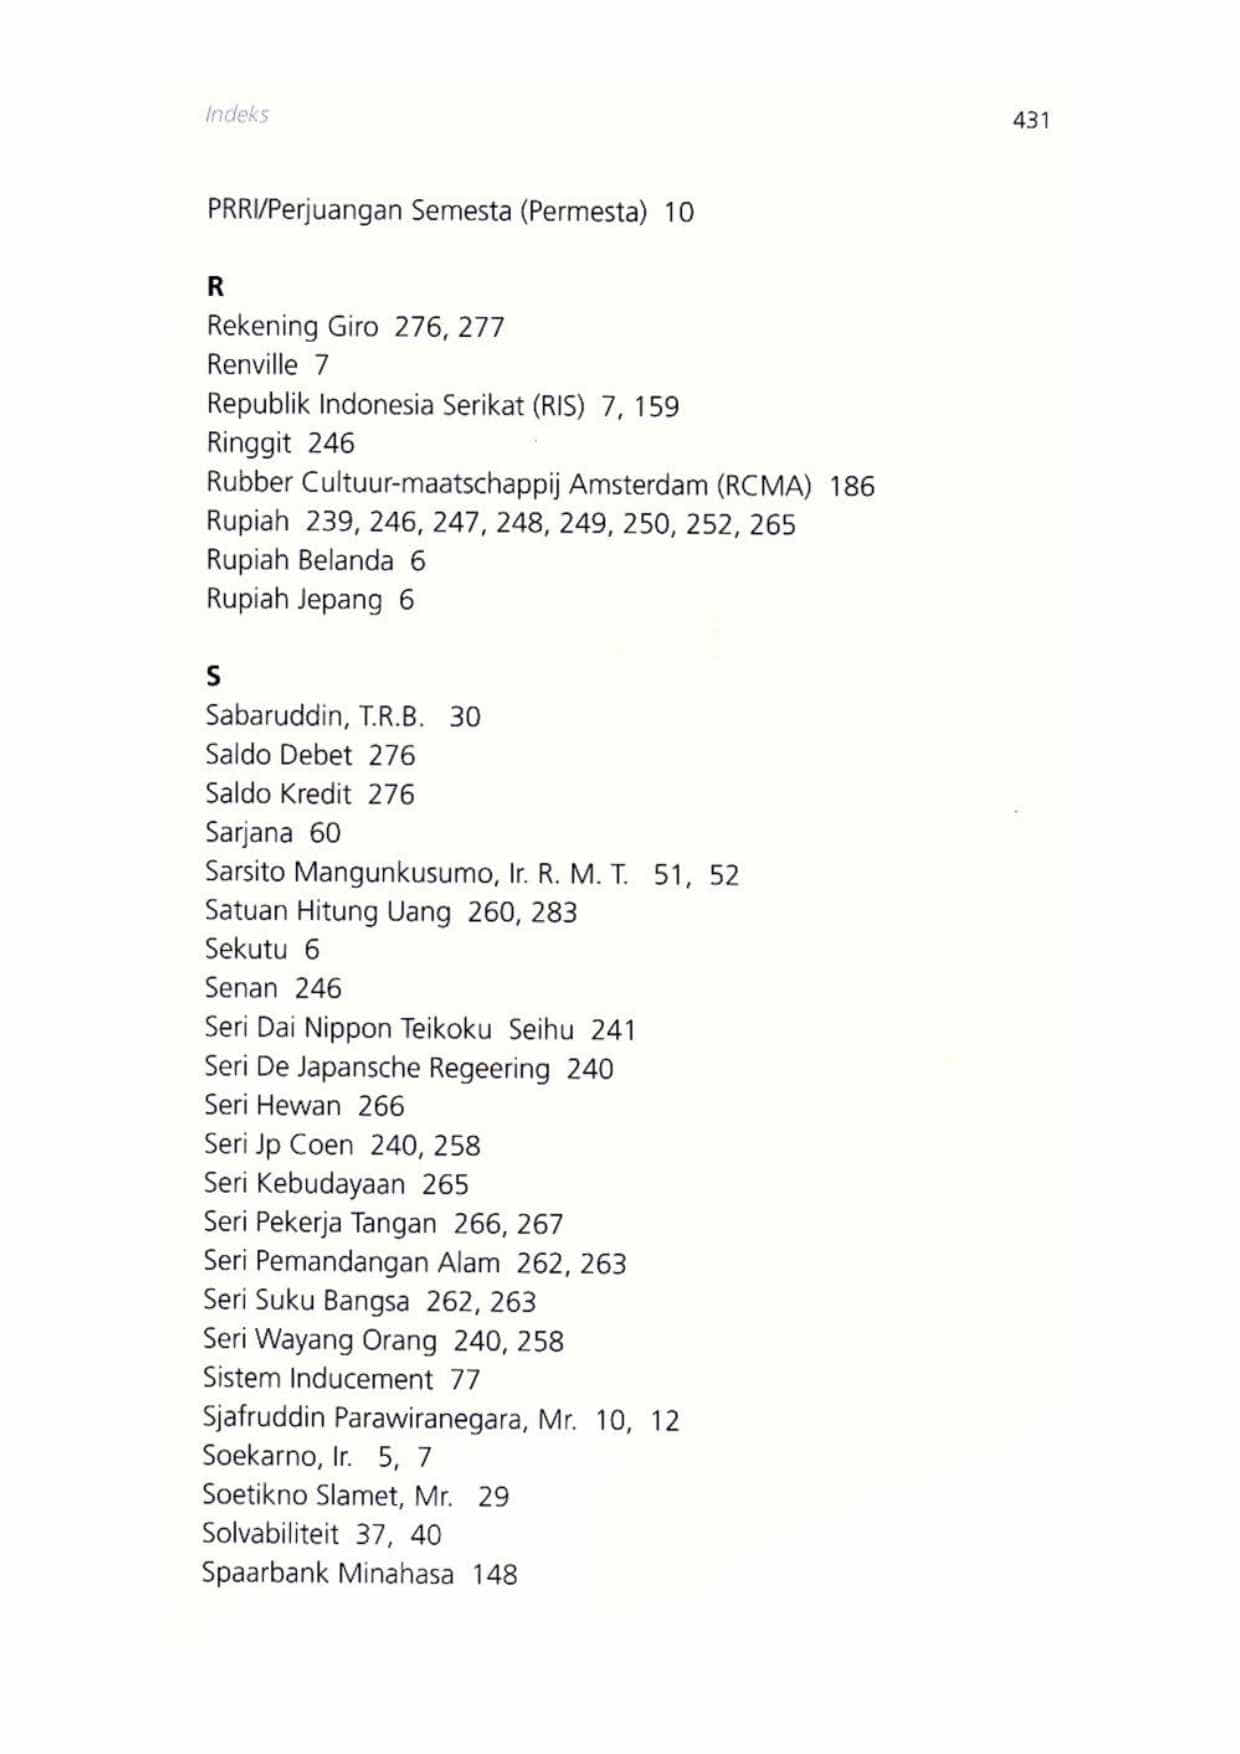 Indeks
431
PRRI/Perjuangan Semesta (Permesta) 10
R
Rekening Giro 276, 277
Renville 7
Republik Indonesia Serikat (RIS) 7, 159
Ringgit 246
Rubber Cultuur-maatschappij Amsterdam (RCMA) 186
Rupiah 239, 246, 247, 248, 249, 250, 252, 265
Rupiah Belanda 6
Rupiah Jepang 6
S
Sabaruddin, T.R.B. 30
Saldo Debet 276
Saldo Kredit 276
Sarjana 60
Sarsito Mangunkusumo, Ir. R. M. T. 51, 52
Satuan Hitung Uang 260, 283
Sekutu 6
Senan 246
Seri Dai Nippon Teikoku Seihu 241
Seri De Japansche Regeering 240
Seri Hewan 266
Seri Jp Coen 240, 258
Seri Kebudayaan 265
Seri Pekerja Tangan 266, 267
Seri Pemandangan Alam 262, 263
Seri Suku Bangsa 262, 263
Seri Wayang Orang 240, 258
Sistem Inducement 77
Sjafruddin Parawiranegara, Mr. 10, 12
Soekarno, Ir. 5, 7
Soetikno Slamet, Mr. 29
Solvabiliteit 37, 40
Spaarbank Minahasa 148